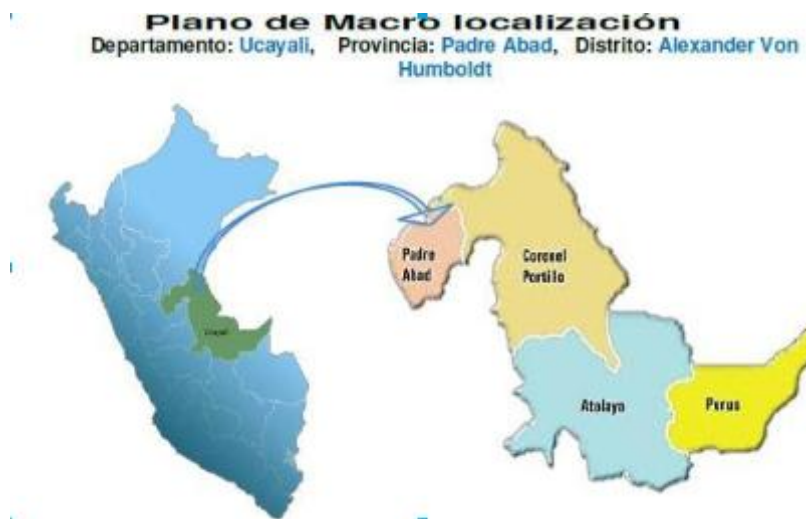 Plano de Macro localización
Departamento: Ucayali, Provincia: Padre Abad, Distrito: Alexander Von
Humboldt
Padre
Abad
Coronel
Portillo
Ucayali
Atalaya
Purus